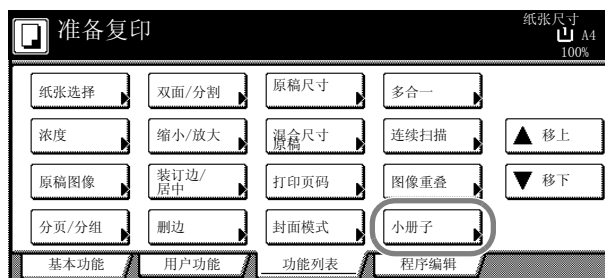 准备复印
纸张尺寸
A4
100%
纸张选择 双面/分割 原稿尺寸 多合一
浓度 缩小/放大 混合尺寸 连续扫描 移上
原稿
原稿图像 装订边/ 打印页码 图像重叠 移下
居中
分页/分组 删边 封面模式 小册子
基本功能 用户功能 功能列表 程序编辑